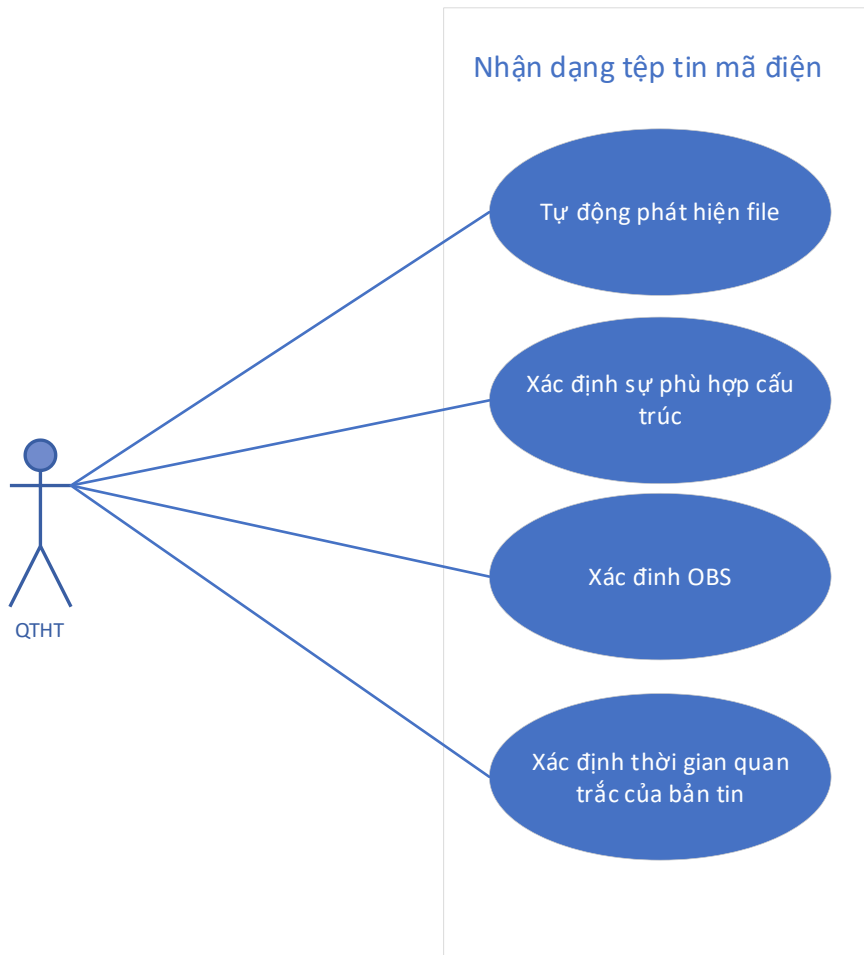 Nhận dạng tệp tin mã điện
Tự động phát hiện file
Xác định sự phù hợp cấu
trúc
Xác đinh OBS
QTHT
Xác định thời gian quan
trắc của bản tin